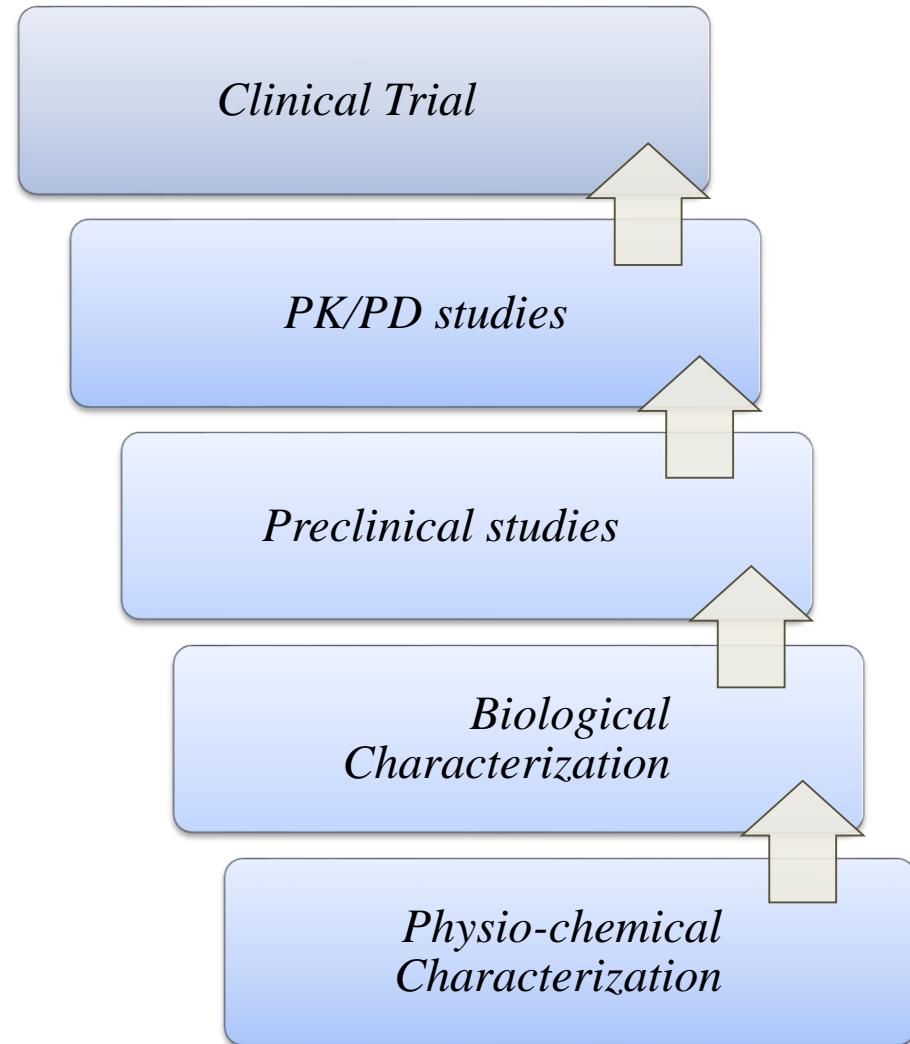 Clinical Trial
PK/PD studies
Preclinical studies
Biological
Characterization
Physio-chemical
Characterization